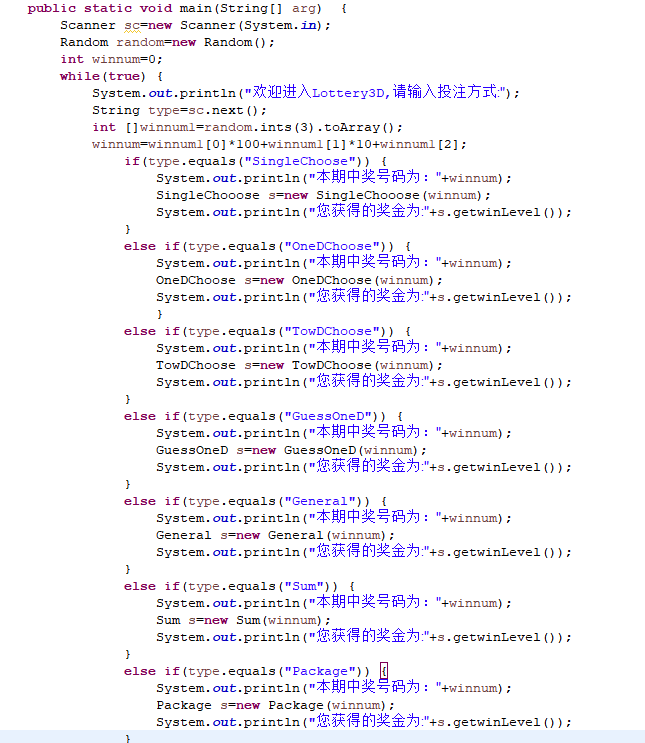 public static void main(String[] arg)  {
    Scanner sc=new Scanner(System.in);
    Random random=new Random();
    int winnum=0;
    while(true) {
        System.out.println("欢迎进入Lottery3D,请输入投注方式:");
        String type=sc.next();
        int []winnum1=random.ints(3).toArray();
        winnum=winnum1[0]*100+winnum1[1]*10+winnum1[2];
            if(type.equals("SingleChoose")) {
                System.out.println("本期中奖号码为："+winnum);
                SingleChooose s=new SingleChooose(winnum);
                System.out.println("您获得的奖金为:"+s.getwinLevel());
            }
            else if(type.equals("OneDChoose")) {
                System.out.println("本期中奖号码为："+winnum);
                OneDChoose s=new OneDChoose(winnum);
                System.out.println("您获得的奖金为:"+s.getwinLevel());
                }
            else if(type.equals("TowDChoose")) {
                System.out.println("本期中奖号码为："+winnum);
                TowDChoose s=new TowDChoose(winnum);
                System.out.println("您获得的奖金为:"+s.getwinLevel());
            }
            else if(type.equals("GuessOneD")) {
                System.out.println("本期中奖号码为："+winnum);
                GuessOneD s=new GuessOneD(winnum);
                System.out.println("您获得的奖金为:"+s.getwinLevel());
            }
            else if(type.equals("General")) {
                System.out.println("本期中奖号码为："+winnum);
                General s=new General(winnum);
                System.out.println("您获得的奖金为:"+s.getwinLevel());
            }
            else if(type.equals("Sum")) {
                System.out.println("本期中奖号码为："+winnum);
                Sum s=new Sum(winnum);
                System.out.println("您获得的奖金为:"+s.getwinLevel());
            }
            else if(type.equals("Package")) {
                System.out.println("本期中奖号码为："+winnum);
                Package s=new Package(winnum);
                System.out.println("您获得的奖金为:"+s.getwinLevel());
            }